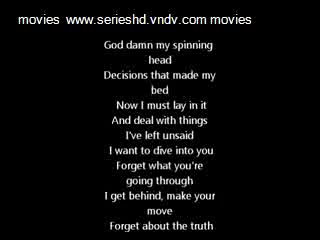 movies www.serieshd.vndv.com movies
God damn my spinning
head
Decisions that made my
bed
Now I must lay in it
And deal with things
I've left unsaid
I want to dive into you
Forget what you're
going through
I get behind, make your
move
Forget about the truth